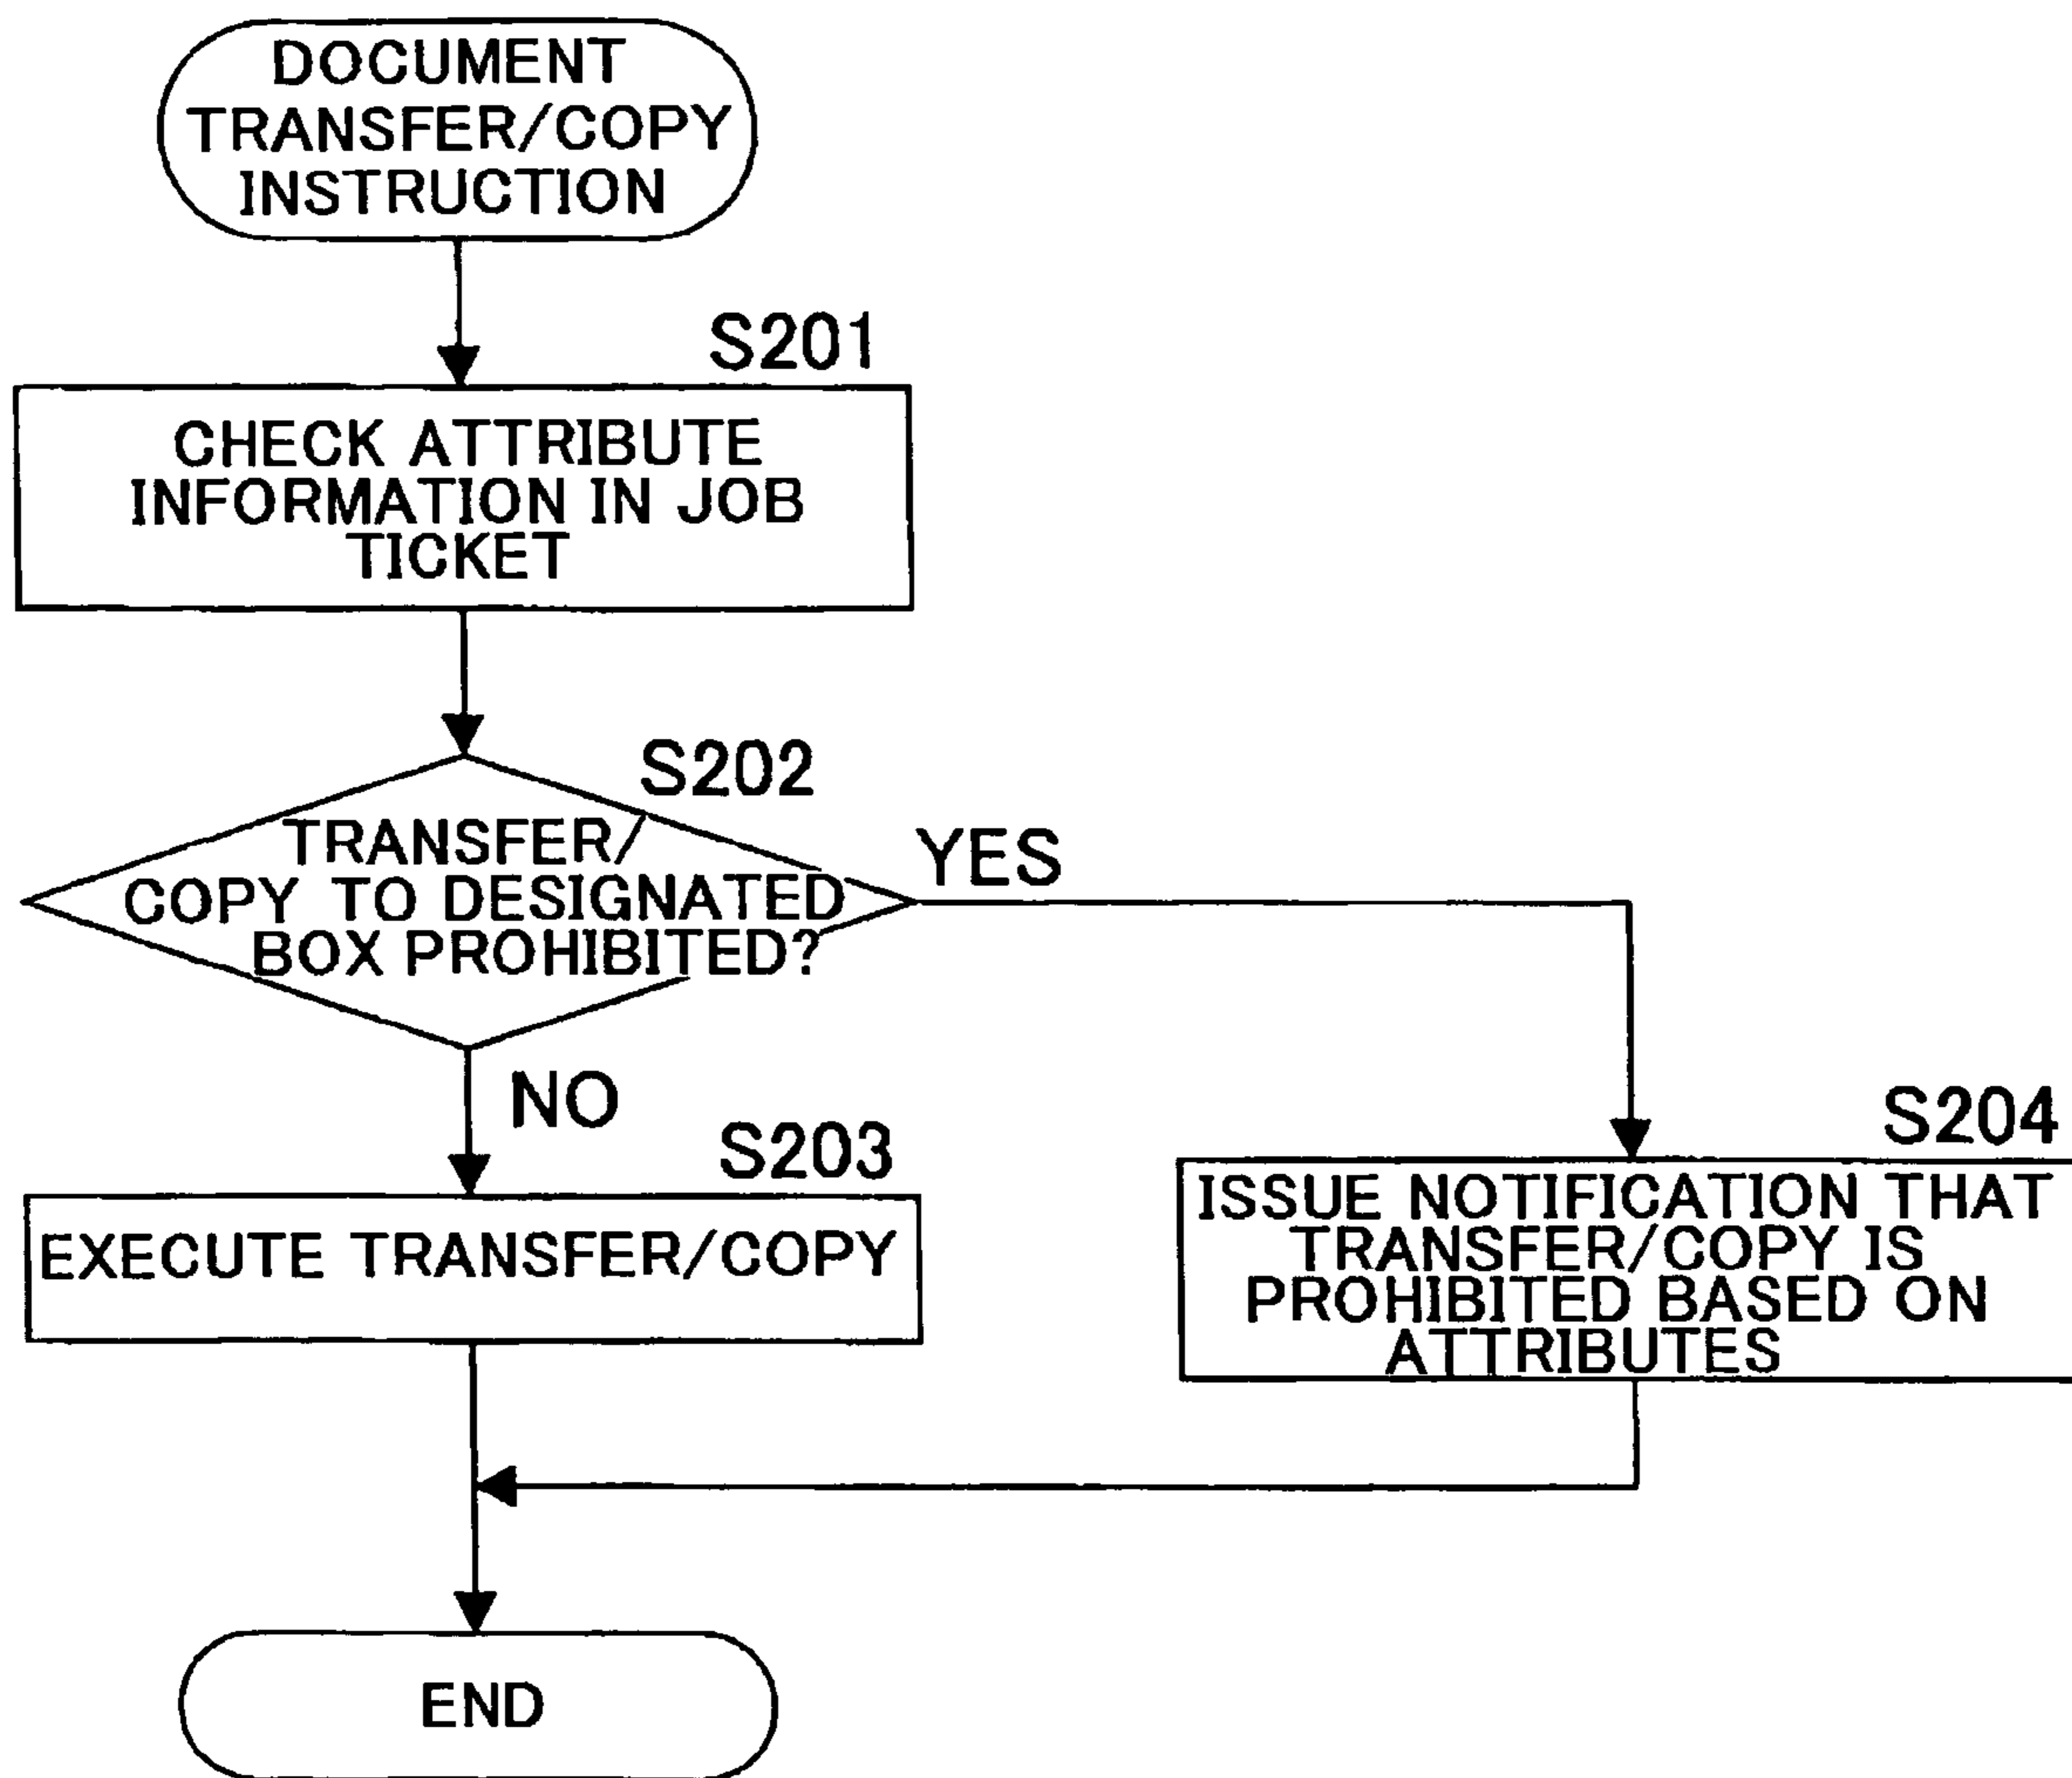 DOCUMENT
TRANSFER/COPY
INSTRUCTION
S201
CHECK ATTRIBUTE
INFORMATION IN JOB
TICKET
S202
TRANSFER/
COPY TO DESIGNATED
BOX PROHIBITED?
YES
NO
S203
EXECUTE TRANSFER/COPY
S204
ISSUE NOTIFICATION THAT
TRANSFER/COPY IS
PROHIBITED BASED ON
ATTRIBUTES
END